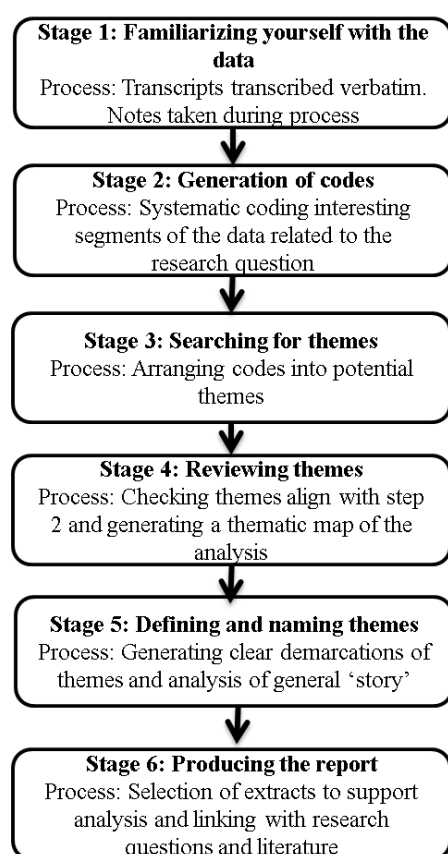 Stage 1: Familiarizing yourself with the
data
Process: Transcripts transcribed verbatim.
Notes taken during process
Stage 2: Generation of codes
Process: Systematic coding interesting
segments of the data related to the
research question
Stage 3: Searching for themes
Process: Arranging codes into potential
themes
Stage 4: Reviewing themes
Process: Checking themes align with step
2 and generating a thematic map of the
analysis
Stage 5: Defining and naming themes
Process: Generating clear demarcations of
themes and analysis of general ‘story’
Stage 6: Producing the report
Process: Selection of extracts to support
analysis and linking with research
questions and literature